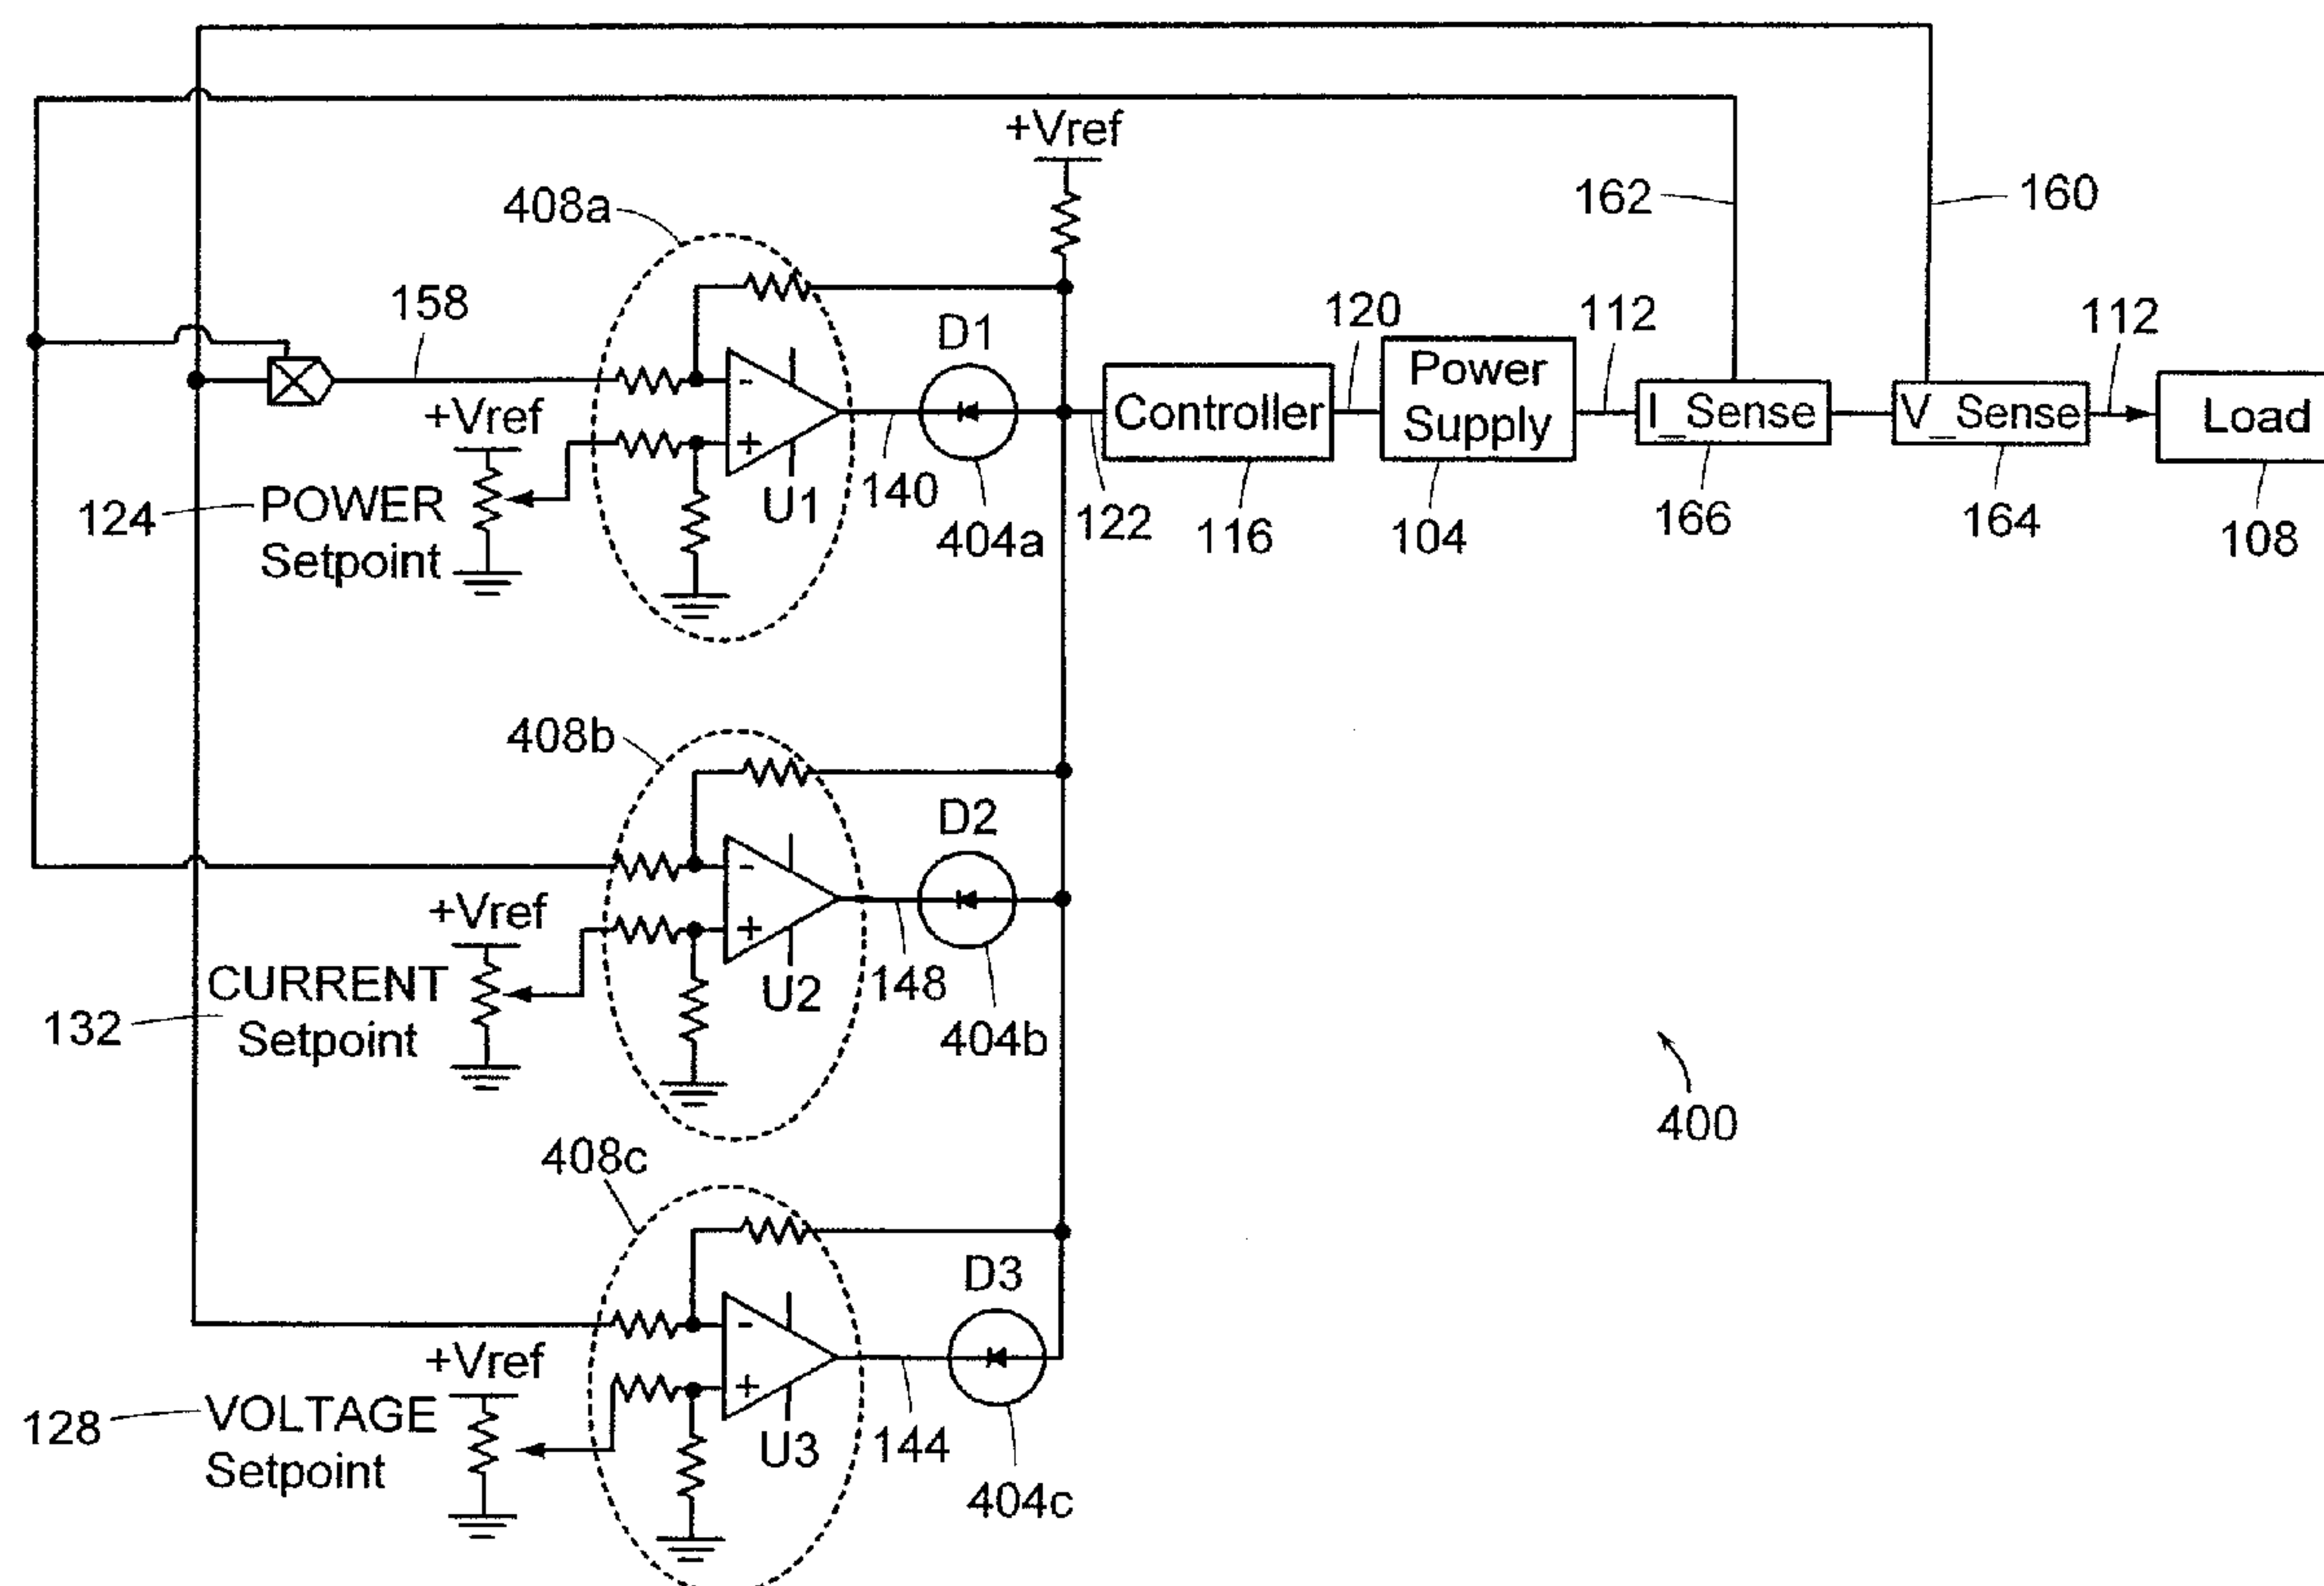 +Vref
408a
162
160
158
D1
120
112
112
+Vref
-
+
Controller
Power
Supply
I_Sense
V_Sense
Load
124
POWER
Setpoint
U1
140
404a
122
116
104
166
164
108
408b
D2
-
+
+Vref
CURRENT
Setpoint
132
U2
148
404b
400
408c
D3
-
+
+Vref
128
VOLTAGE
Setpoint
U3
144
404c